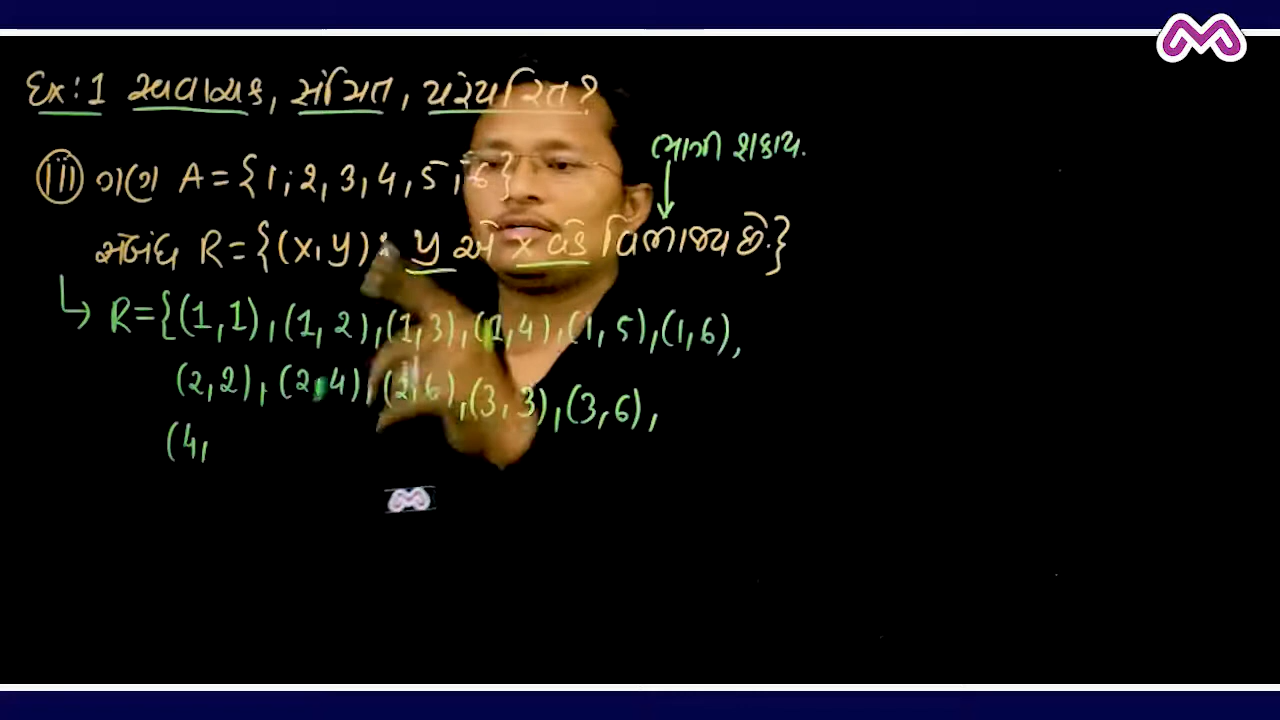 Ex:1 સ્વવાચક, સંમિત, પરંપરિત?
ભાગી શકાય.
(iii) ગણ A = {1, 2, 3, 4, 5, 6}
સંબંધ R = {(x, y) : y એ x વડે વિભાજ્ય છે.}
R = {(1,1), (1,2), (1,3), (1,4), (1,5), (1,6),
(2,2), (2,4), (2,6), (3,3), (3,6),
(4,